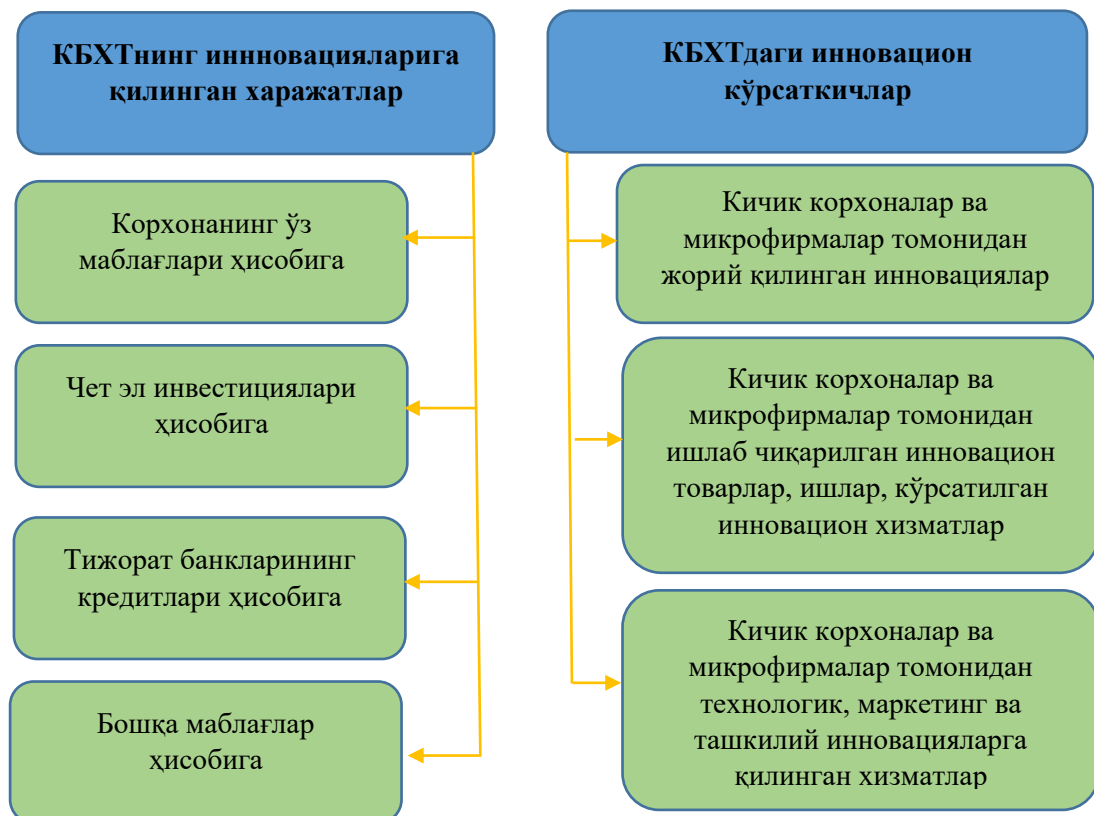 КБХТнинг иннновацияларига
қилинган харажатлар
Корхонанинг ўз
маблағлари ҳисобига
Чет эл инвестициялари
ҳисобига
Тижорат банкларининг
кредитлари ҳисобига
Бошқа маблағлар
ҳисобига
КБХТдаги инновацион
кўрсаткичлар
Кичик корхоналар ва
микрофирмалар томонидан
жорий қилинган инновациялар
Кичик корхоналар ва
микрофирмалар томонидан
ишлаб чиқарилган инновацион
товарлар, ишлар, кўрсатилган
инновацион хизматлар
Кичик корхоналар ва
микрофирмалар томонидан
технологик, маркетинг ва
ташкилий инновацияларга
қилинган хизматлар